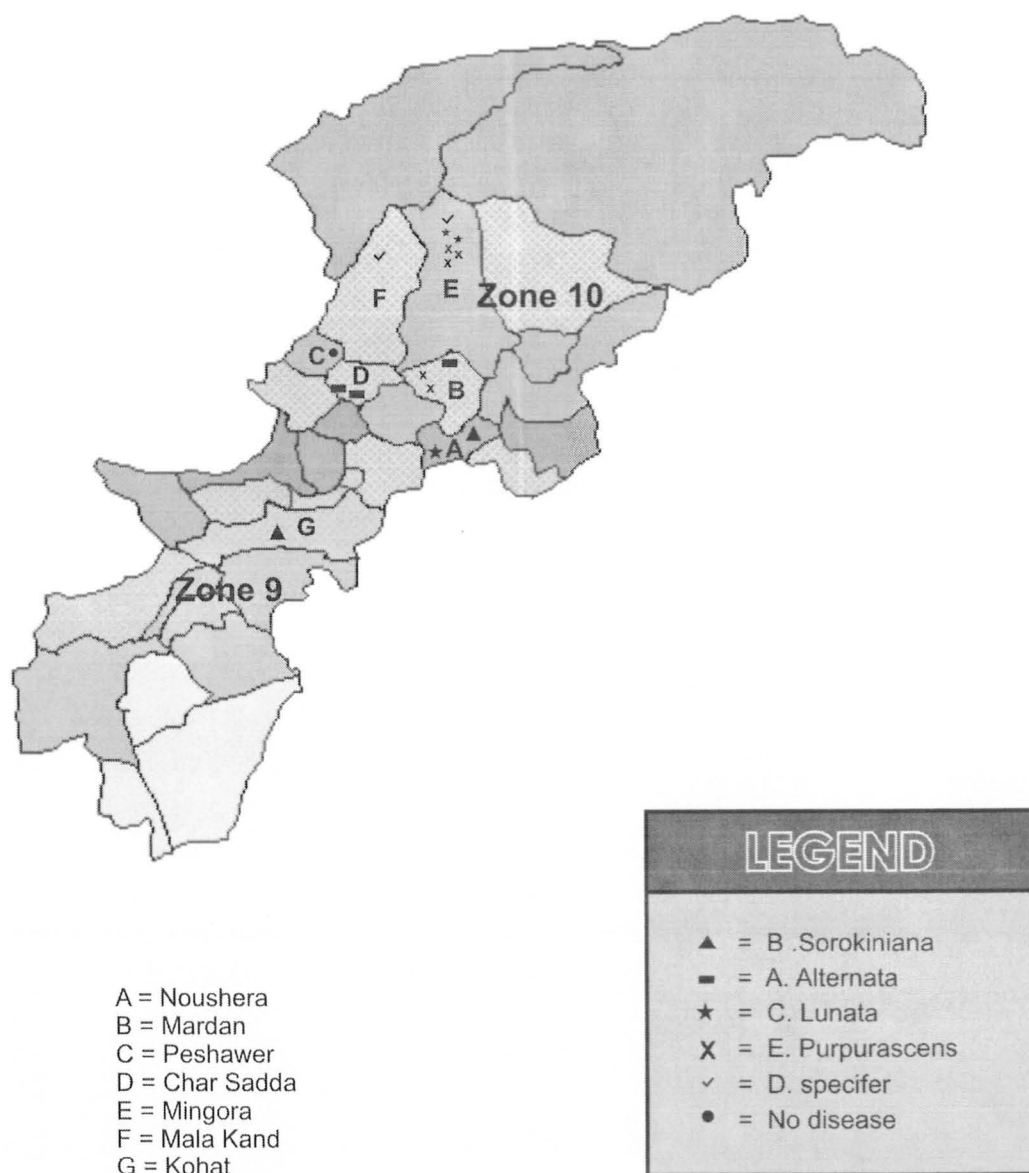 F
E
Zone 10
C
D
B
A
G
Zone 9
LEGEND
▲ = B .Sorokiniana
▬ = A. Alternata
★ = C. Lunata
X = E. Purpurascens
✓ = D. specifer
● = No disease
A = Noushera
B = Mardan
C = Peshawer
D = Char Sadda
E = Mingora
F = Mala Kand
G = Kohat